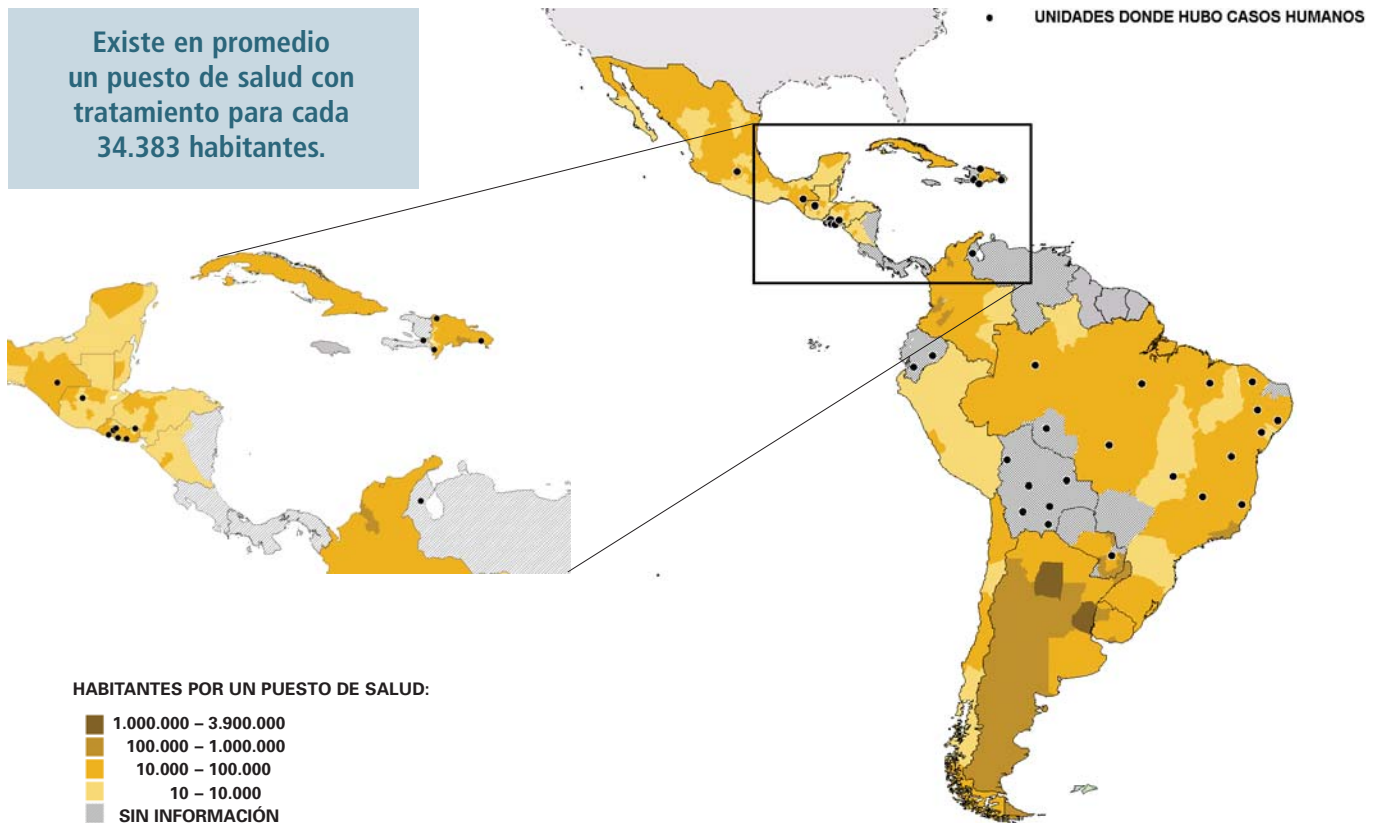 Existe en promedio
un puesto de salud con
tratamiento para cada
34.383 habitantes.
UNIDADES DONDE HUBO CASOS HUMANOS
HABITANTES POR UN PUESTO DE SALUD:
1.000.000 – 3.900.000
100.000 – 1.000.000
10.000 – 100.000
10 – 10.000
SIN INFORMACIÓN